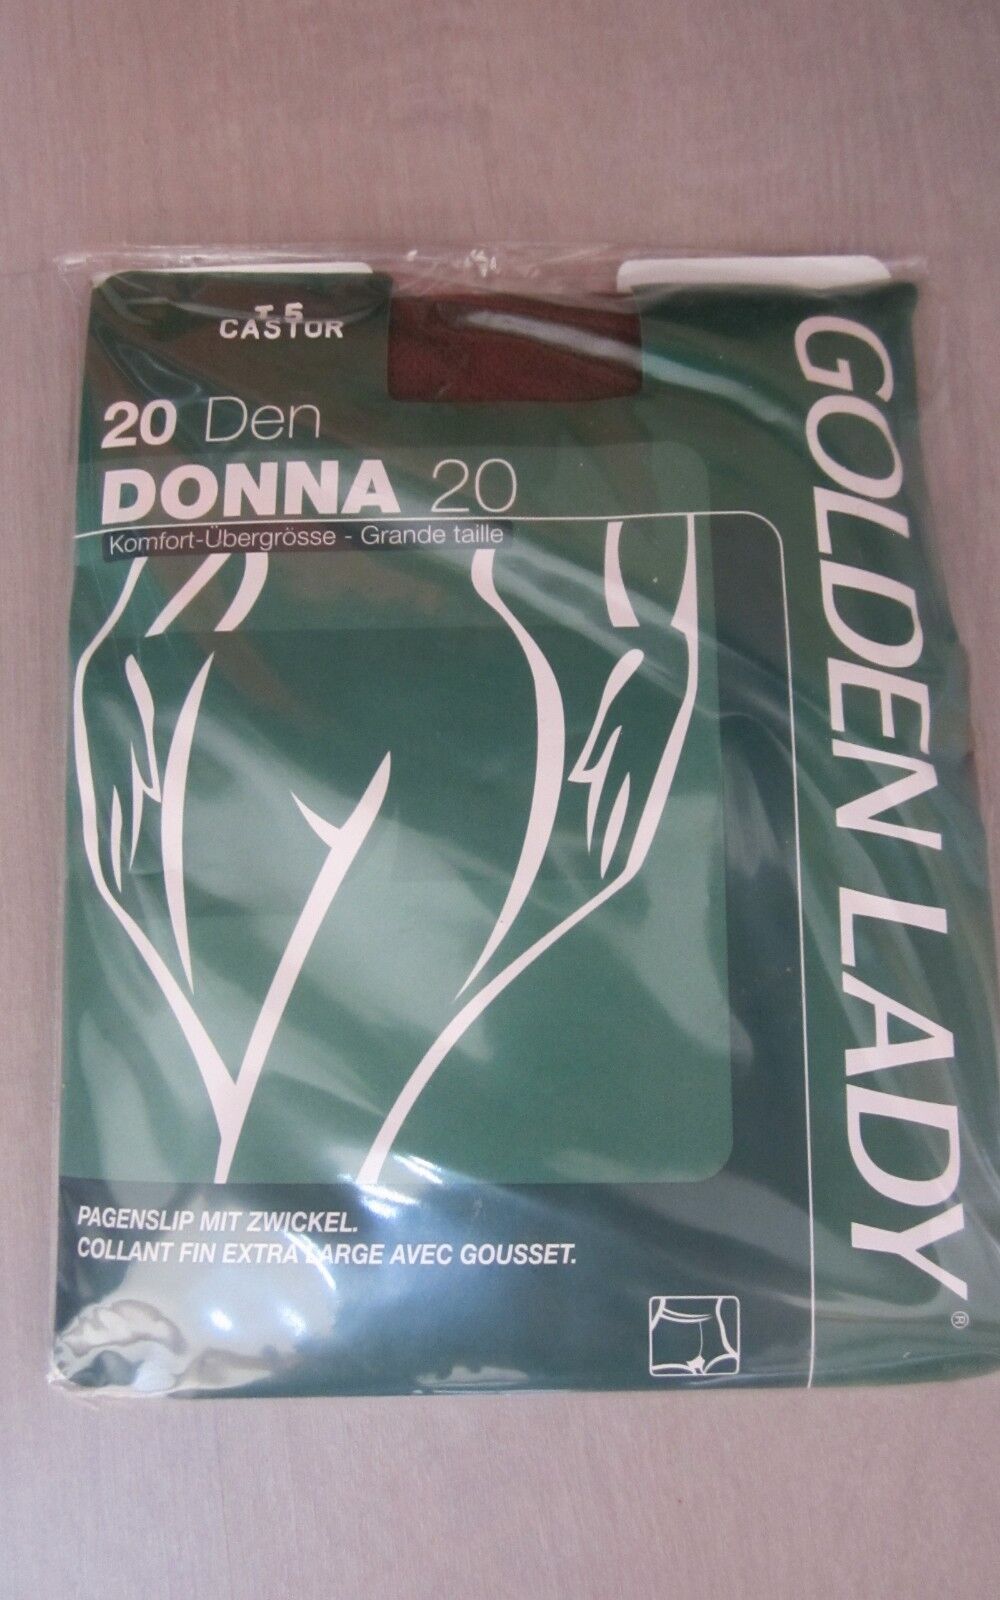 T 5
CASTOR
20 Den
DONNA 20
Komfort-Übergrösse - Grande taille
GOLDEN LADY®
PAGENSLIP MIT ZWICKEL.
COLLANT FIN EXTRA LARGE AVEC GOUSSET.